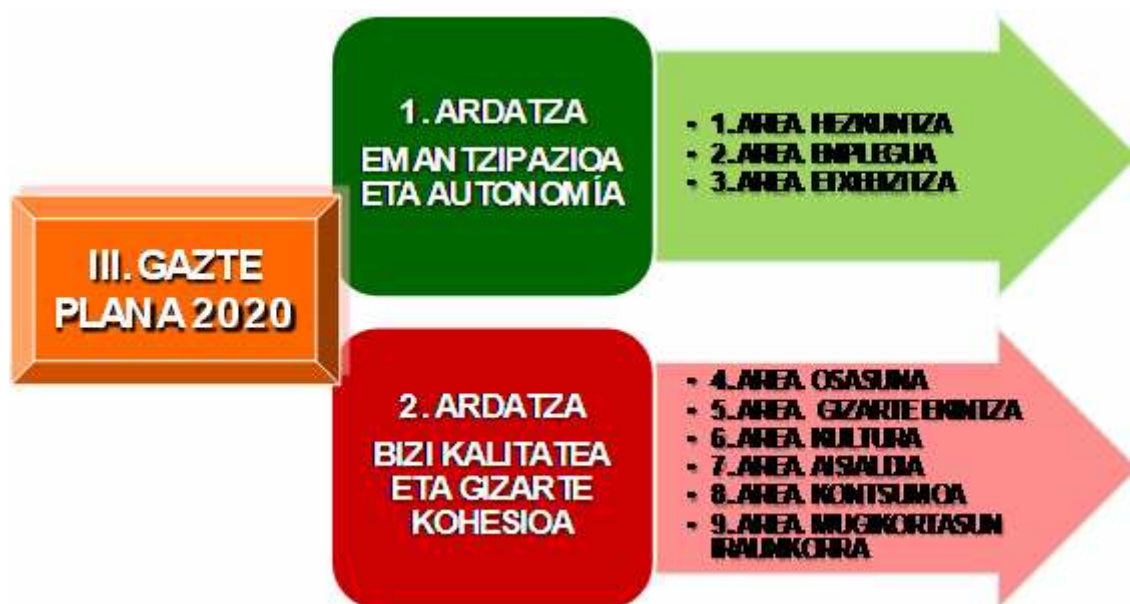 III. GAZTE
PLANA 2020
1. ARDATZA
EMANTZIPAZIOA
ETA AUTONOMÍA
• 1. AREA. HEZKUNTZA
• 2. AREA. ENPLEGUA
• 3. AREA. ETXEBIZITZA
2. ARDATZA
BIZI KALITATEA
ETA GIZARTE
KOHESIOA
• 4. AREA. OSASUNA
• 5. AREA. GIZARTE EKINTZA
• 6. AREA. KULTURA
• 7. AREA. AISIALDIA
• 8. AREA. KONTSUMOA
• 9. AREA. MUGIKORTASUN
IRAUNKORRA